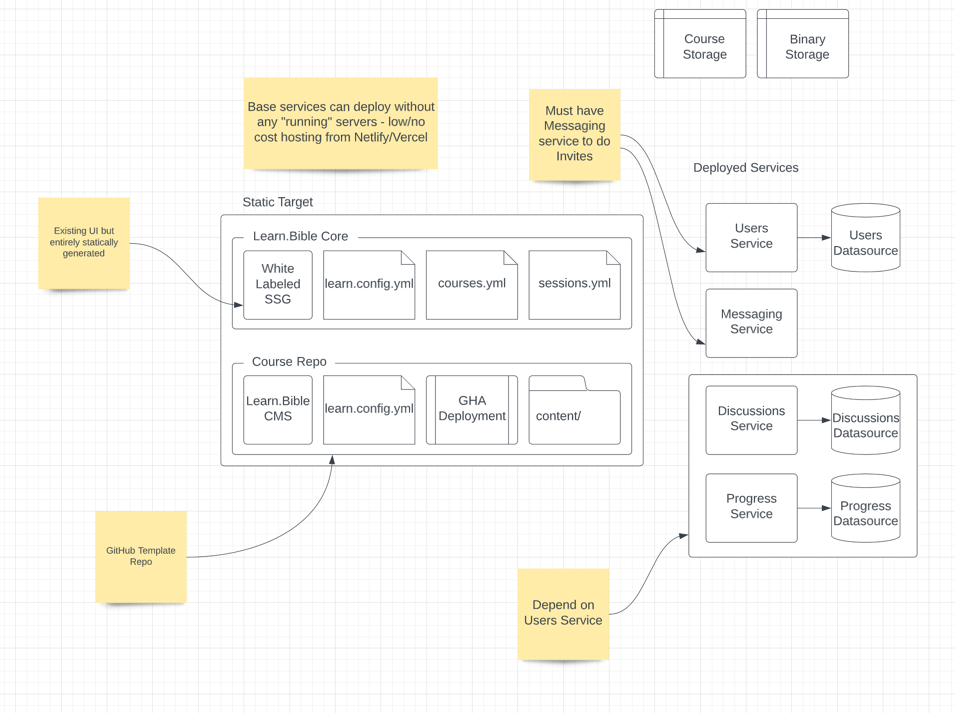 Course
Storage
Binary
Storage
Base services can deploy without
any "running" servers - low/no
cost hosting from Netlify/Vercel
Must have
Messaging
service to do
Invites
Deployed Services
Static Target
Existing UI but
entirely statically
generated
Learn.Bible Core
White
Labeled
SSG
learn.config.yml
courses.yml
sessions.yml
Users
Service
Users
Datasource
Messaging
Service
Course Repo
Learn.Bible
CMS
learn.config.yml
GHA
Deployment
content/
Discussions
Service
Discussions
Datasource
Progress
Service
Progress
Datasource
GitHub Template
Repo
Depend on
Users Service